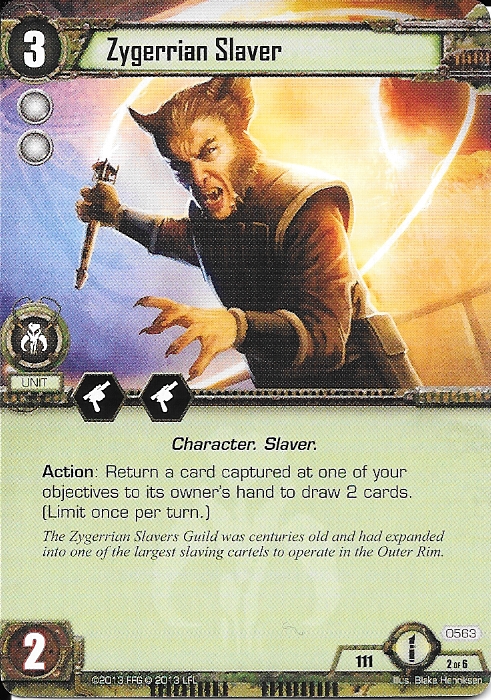 3
Zygerrian Slaver
UNIT
Character. Slaver.
Action: Return a card captured at one of your
objectives to its owner's hand to draw 2 cards.
(Limit once per turn.)
The Zygerrian Slavers Guild was centuries old and had expanded
into one of the largest slaving cartels to operate in the Outer Rim.
2
0563
111
2 OF 6
©2013 FFG © 2013 LFL
Illus. Blake Henriksen